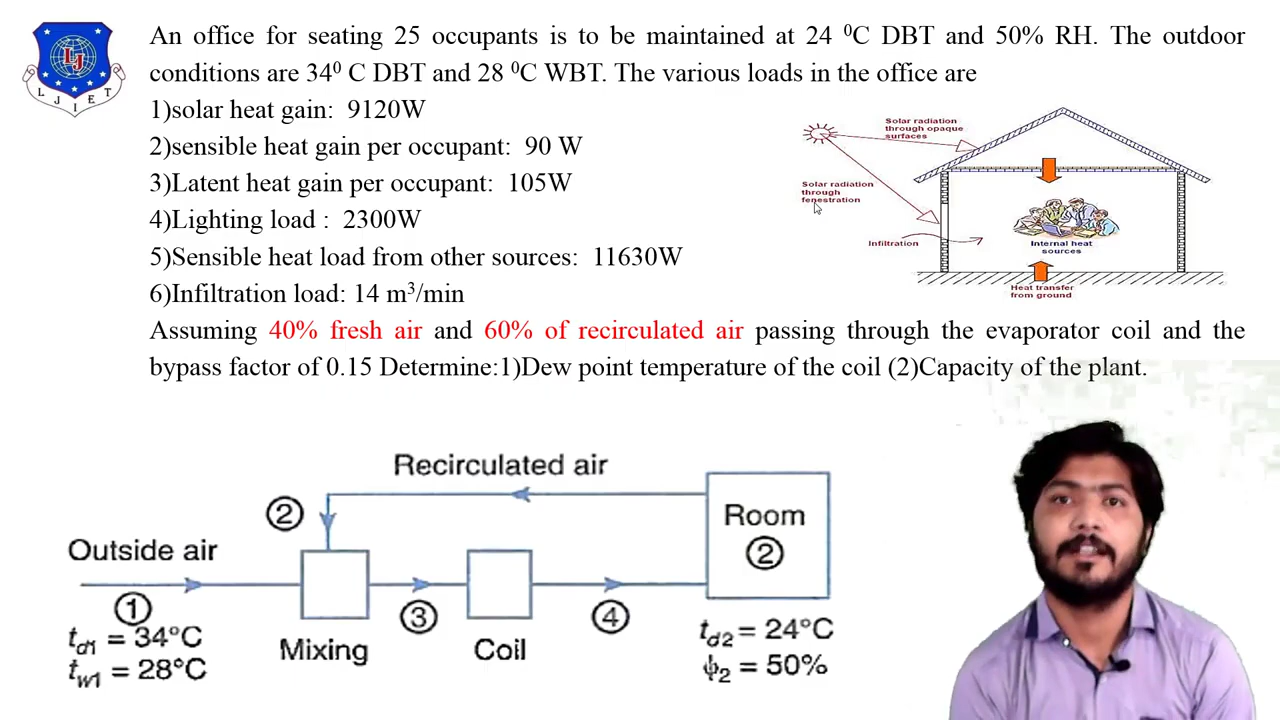 LJ
L J I E T
An office for seating 25 occupants is to be maintained at 24 ⁰C DBT and 50% RH. The outdoor
conditions are 34⁰ C DBT and 28 ⁰C WBT. The various loads in the office are
1)solar heat gain: 9120W
2)sensible heat gain per occupant: 90 W
3)Latent heat gain per occupant: 105W
4)Lighting load : 2300W
5)Sensible heat load from other sources: 11630W
6)Infiltration load: 14 m³/min
Assuming 40% fresh air and 60% of recirculated air passing through the evaporator coil and the
bypass factor of 0.15 Determine:1)Dew point temperature of the coil (2)Capacity of the plant.
Solar radiation
through opaque
surfaces
Solar radiation
through
fenestration
Infiltration
Internal heat
sources
Heat transfer
from ground
Recirculated air
②
Room
②
Outside air
①
③
④
Mixing
Coil
t_d1 = 34°C
t_w1 = 28°C
t_d2 = 24°C
ϕ₂ = 50%